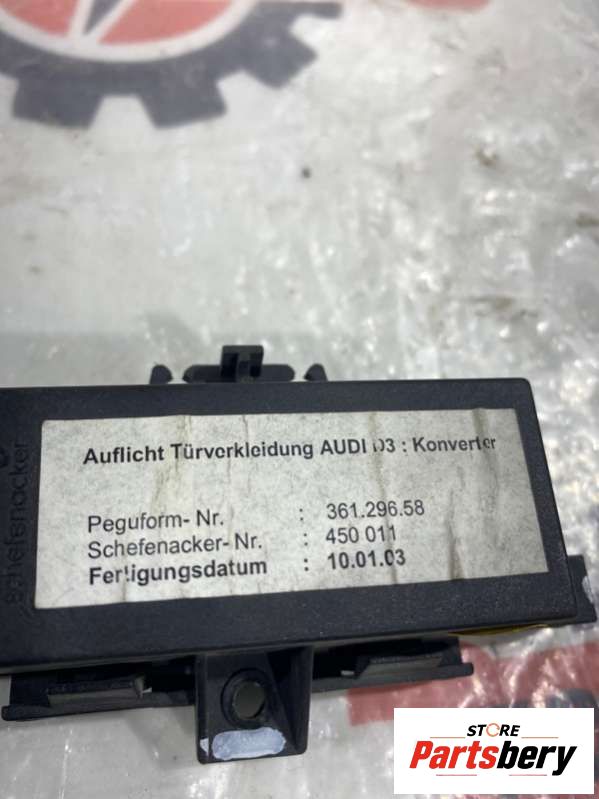 Auflicht Türverkleidung AUDI D3 : Konverter
Peguform- Nr. : 361.296.58
Schefenacker-Nr. : 450 011
Fertigungsdatum : 10.01.03
Schefenacker
STORE
Partsbery